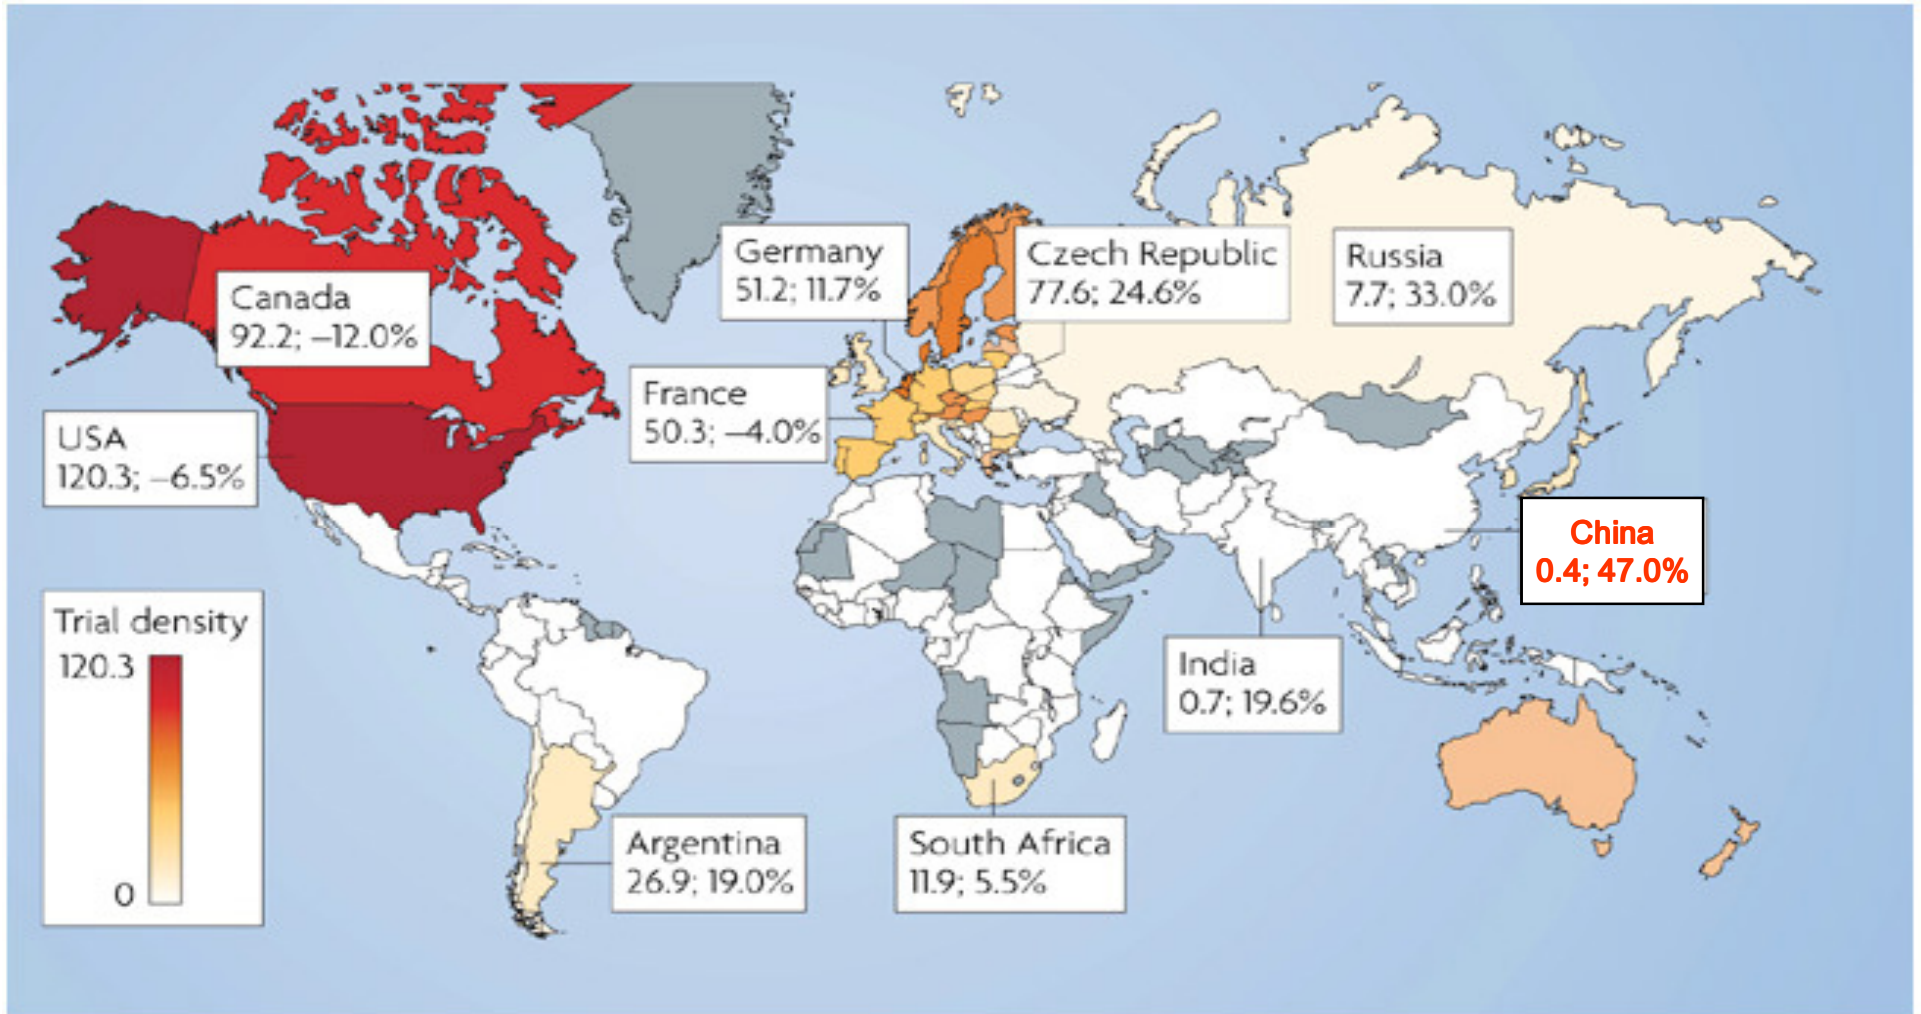 Germany
51.2; 11.7%
Czech Republic
77.6; 24.6%
Russia
7.7; 33.0%
Canada
92.2; –12.0%
France
50.3; –4.0%
USA
120.3; –6.5%
China
0.4; 47.0%
Trial density
120.3
0
India
0.7; 19.6%
Argentina
26.9; 19.0%
South Africa
11.9; 5.5%